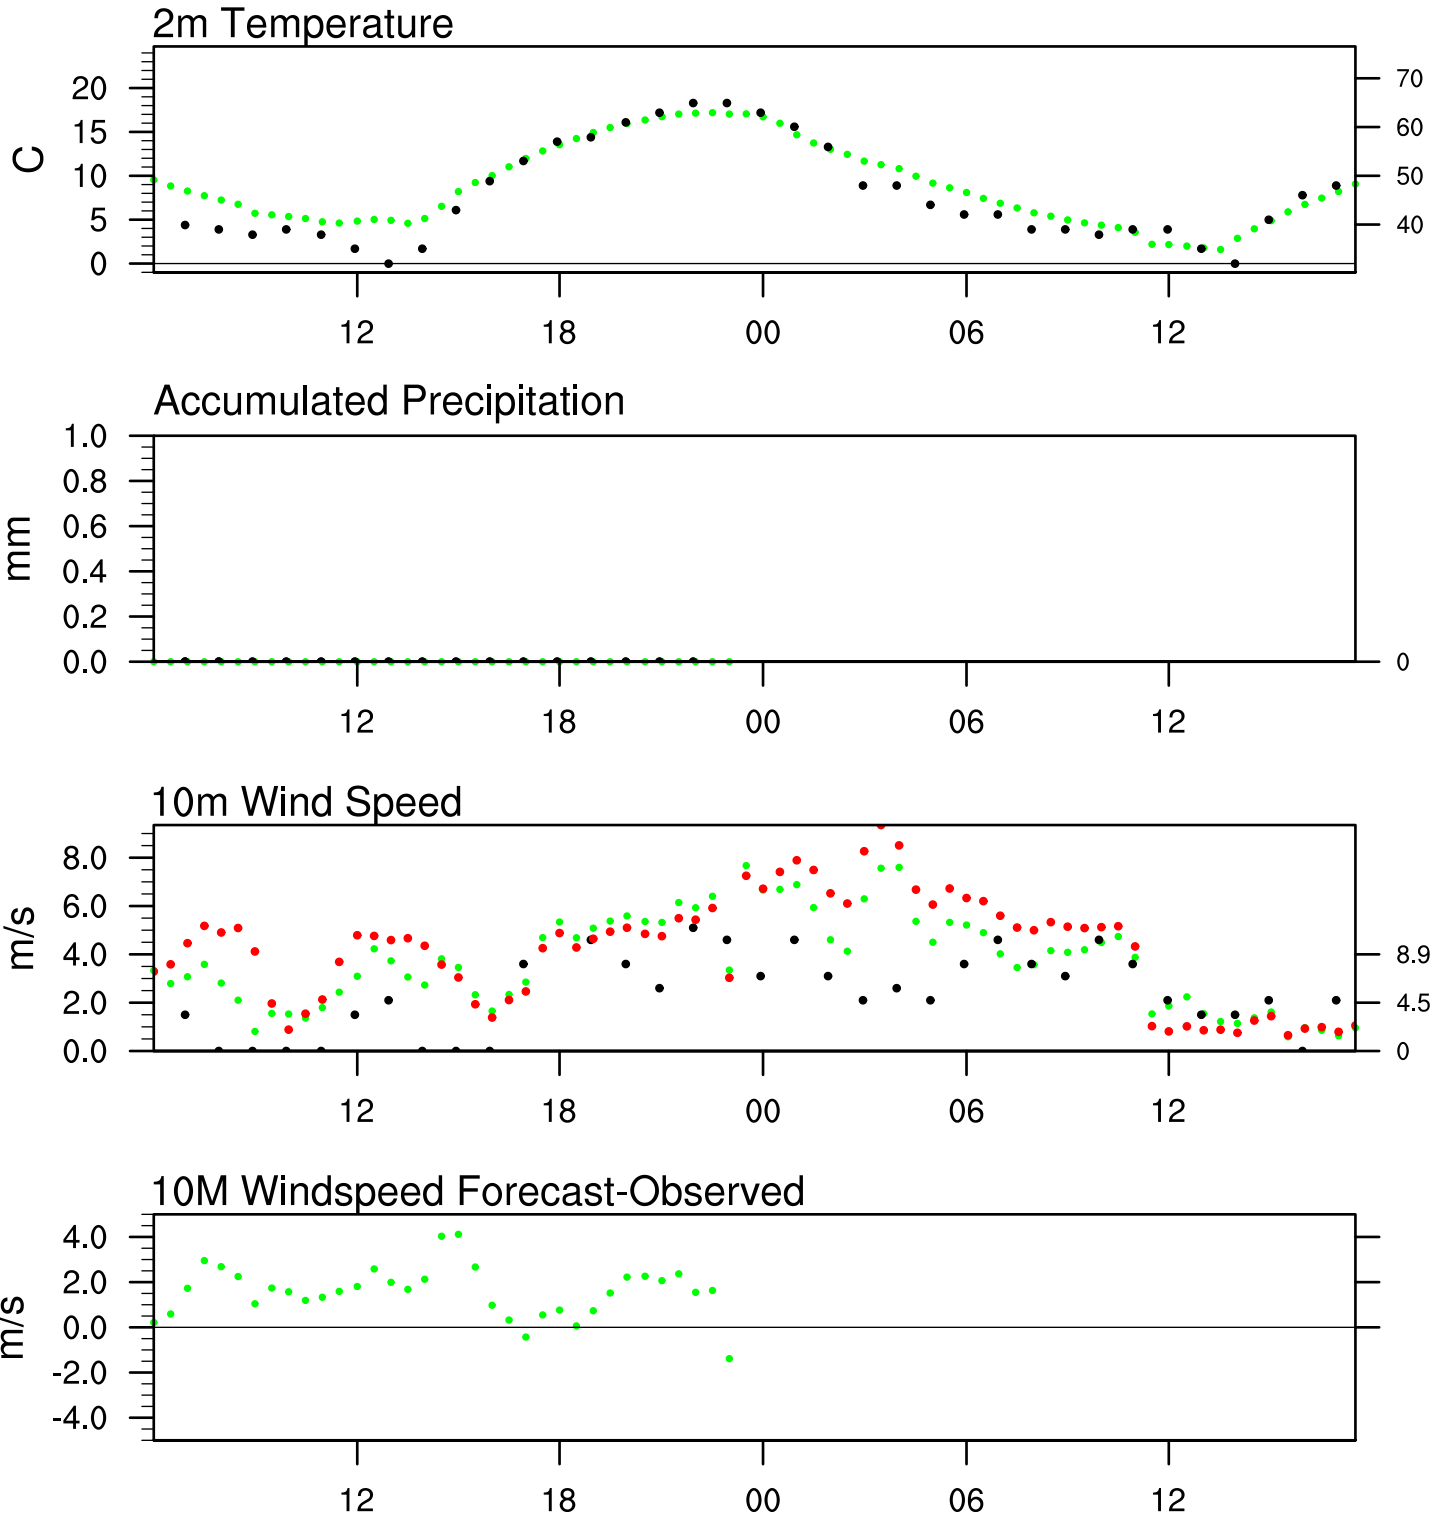 2m Temperature
20 70
15 60
C
10 50
5 40
0
12 18 00 06 12
Accumulated Precipitation
1.0
0.8
0.6
mm
0.4
0.2
0.0 0
12 18 00 06 12
10m Wind Speed
8.0
6.0
m/s
4.0 8.9
2.0 4.5
0.0 0
12 18 00 06 12
10M Windspeed Forecast-Observed
4.0
2.0
m/s
0.0
-2.0
-4.0
12 18 00 06 12